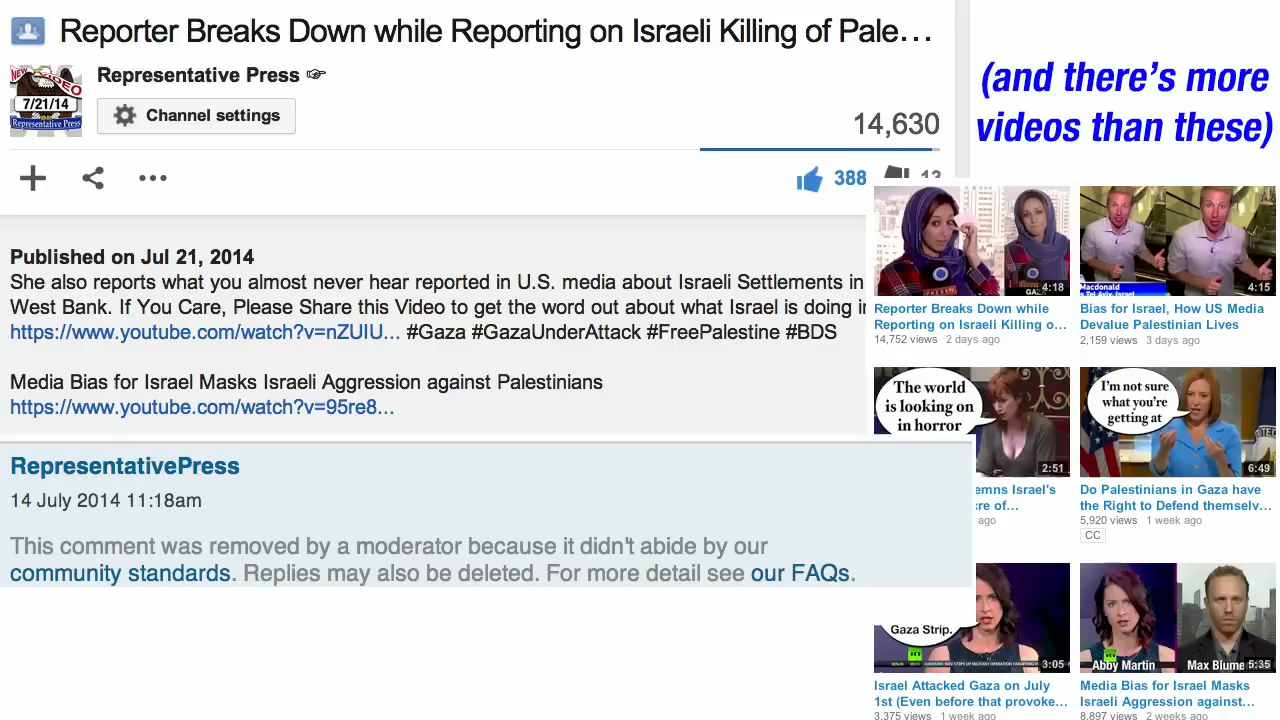 Reporter Breaks Down while Reporting on Israeli Killing of Pale…
NEW VIDEO
7/21/14
Representative Press
Representative Press ☞
Channel settings
14,630
388
13
Published on Jul 21, 2014
She also reports what you almost never hear reported in U.S. media about Israeli Settlements in
West Bank. If You Care, Please Share this Video to get the word out about what Israel is doing in
https://www.youtube.com/watch?v=nZUIU... #Gaza #GazaUnderAttack #FreePalestine #BDS
Media Bias for Israel Masks Israeli Aggression against Palestinians
https://www.youtube.com/watch?v=95re8...
RepresentativePress
14 July 2014 11:18am
This comment was removed by a moderator because it didn't abide by our
community standards. Replies may also be deleted. For more detail see our FAQs.
(and there's more
videos than these)
GAZA
4:18
Reporter Breaks Down while
Reporting on Israeli Killing o…
14,752 views 2 days ago
Macdonald
Tel Aviv, Israel
4:15
Bias for Israel, How US Media
Devalue Palestinian Lives
2,159 views 3 days ago
The world
is looking on
in horror
2:51
emns Israel's
cre of…
ago
I'm not sure
what you're
getting at
6:49
Do Palestinians in Gaza have
the Right to Defend themselv…
5,920 views 1 week ago
CC
Gaza Strip.
RT
3:05
Israel Attacked Gaza on July
1st (Even before that provoke…
3,375 views 1 week ago
RT
Abby Martin
Max Blume
5:35
Media Bias for Israel Masks
Israeli Aggression against…
8,897 views 2 weeks ago